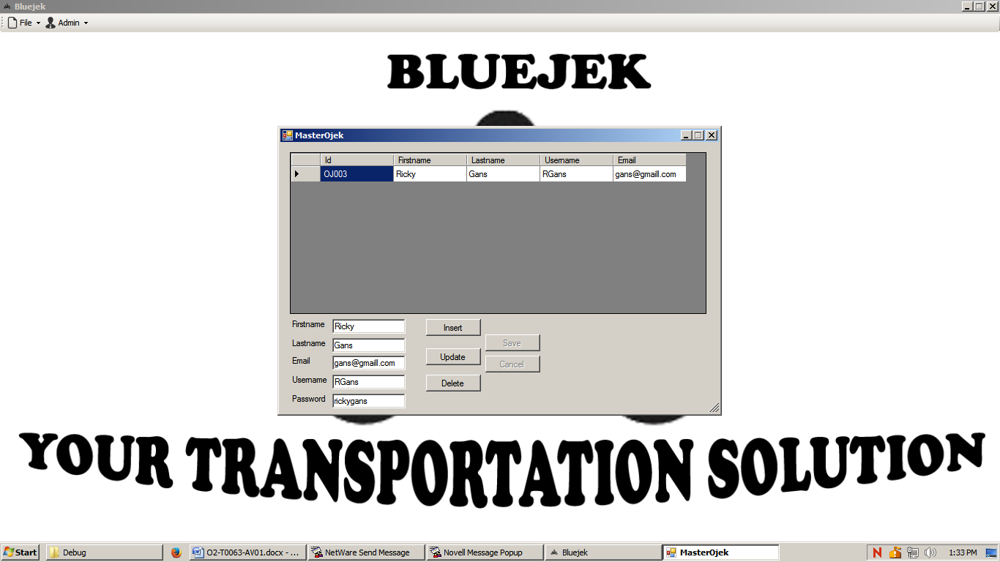 Bluejek
File Admin
BLUEJEK
MasterOjek
Id Firstname Lastname Username Email
OJ003 Ricky Gans RGans gans@gmaill.com
Firstname Ricky
Lastname Gans
Email gans@gmaill.com
Username RGans
Password rickygans
Insert
Update
Delete
Save
Cancel
YOUR TRANSPORTATION SOLUTION
Start Debug O2-T0063-AV01.docx - ... NetWare Send Message Novell Message Popup Bluejek MasterOjek N 1:33 PM